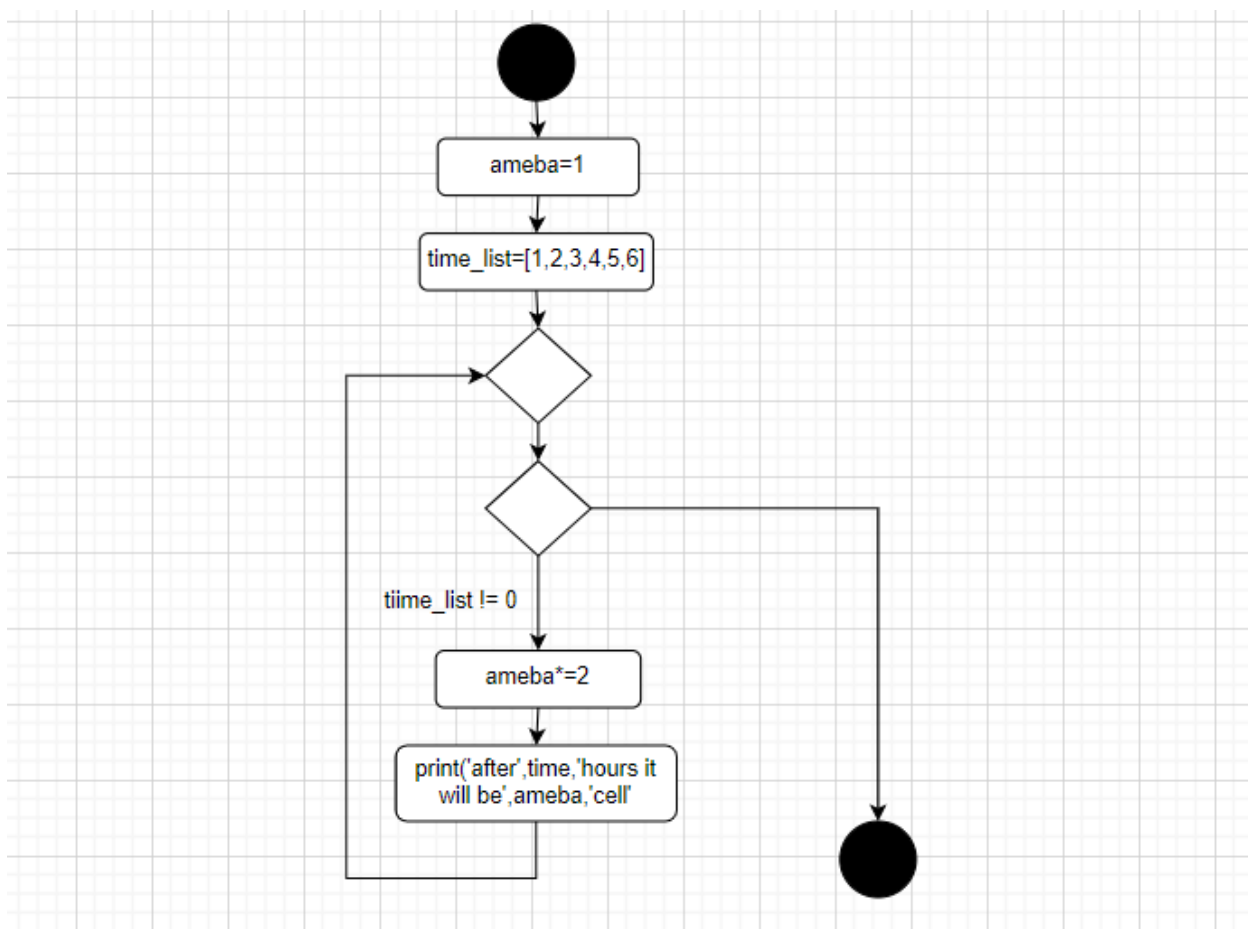 ameba=1
time_list=[1,2,3,4,5,6]
tiime_list != 0
ameba*=2
print('after',time,'hours it
will be',ameba,'cell'